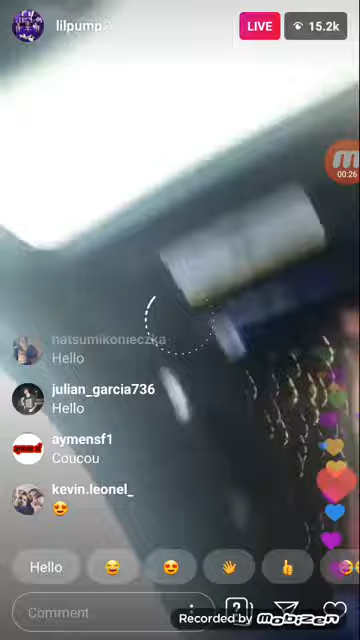 lilpump
LIVE
15.2k
00:26
natsumikonieczka
Hello
julian_garcia736
Hello
aymensf1
Coucou
kevin.leonel_
😍
Hello 😂 😍 👋 👍
Comment
Recorded by mobizen